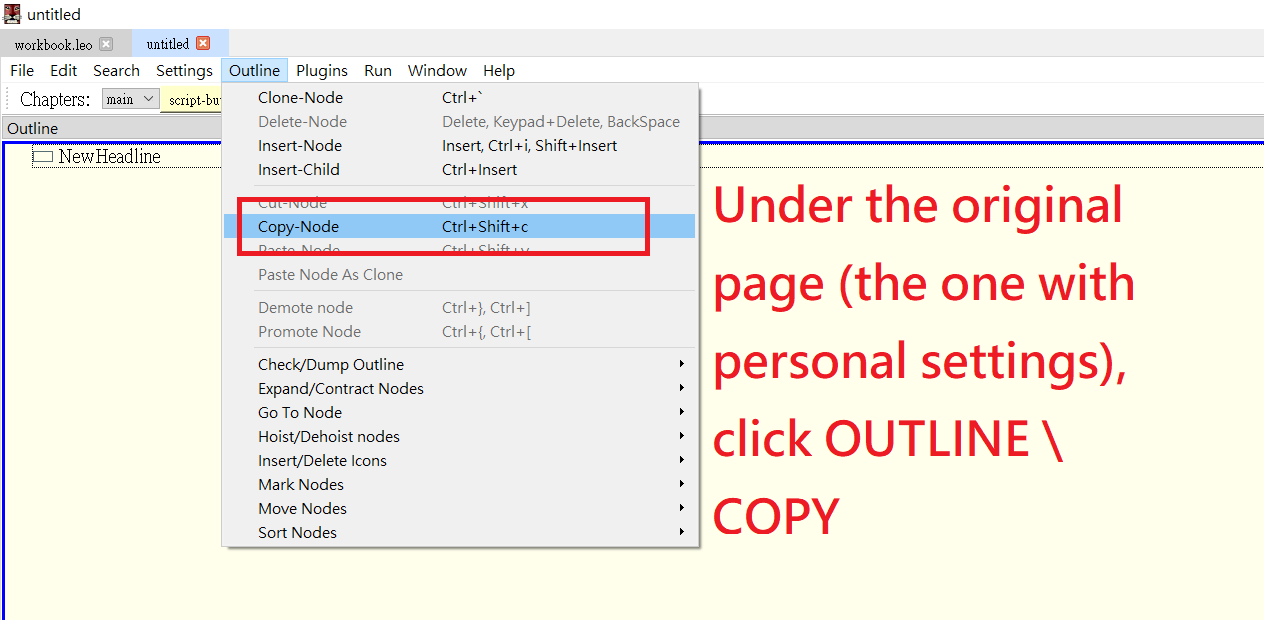 untitled
workbook.leo untitled
File Edit Search Settings Outline Plugins Run Window Help
Chapters: main script-bu
Outline
NewHeadline
Clone-Node Ctrl+`
Delete-Node Delete, Keypad+Delete, BackSpace
Insert-Node Insert, Ctrl+i, Shift+Insert
Insert-Child Ctrl+Insert
Cut-Node Ctrl+Shift+x
Copy-Node Ctrl+Shift+c
Paste-Node Ctrl+Shift+v
Paste Node As Clone
Demote node Ctrl+}, Ctrl+]
Promote Node Ctrl+{, Ctrl+[
Check/Dump Outline
Expand/Contract Nodes
Go To Node
Hoist/Dehoist nodes
Insert/Delete Icons
Mark Nodes
Move Nodes
Sort Nodes
Under the original
page (the one with
personal settings),
click OUTLINE \
COPY